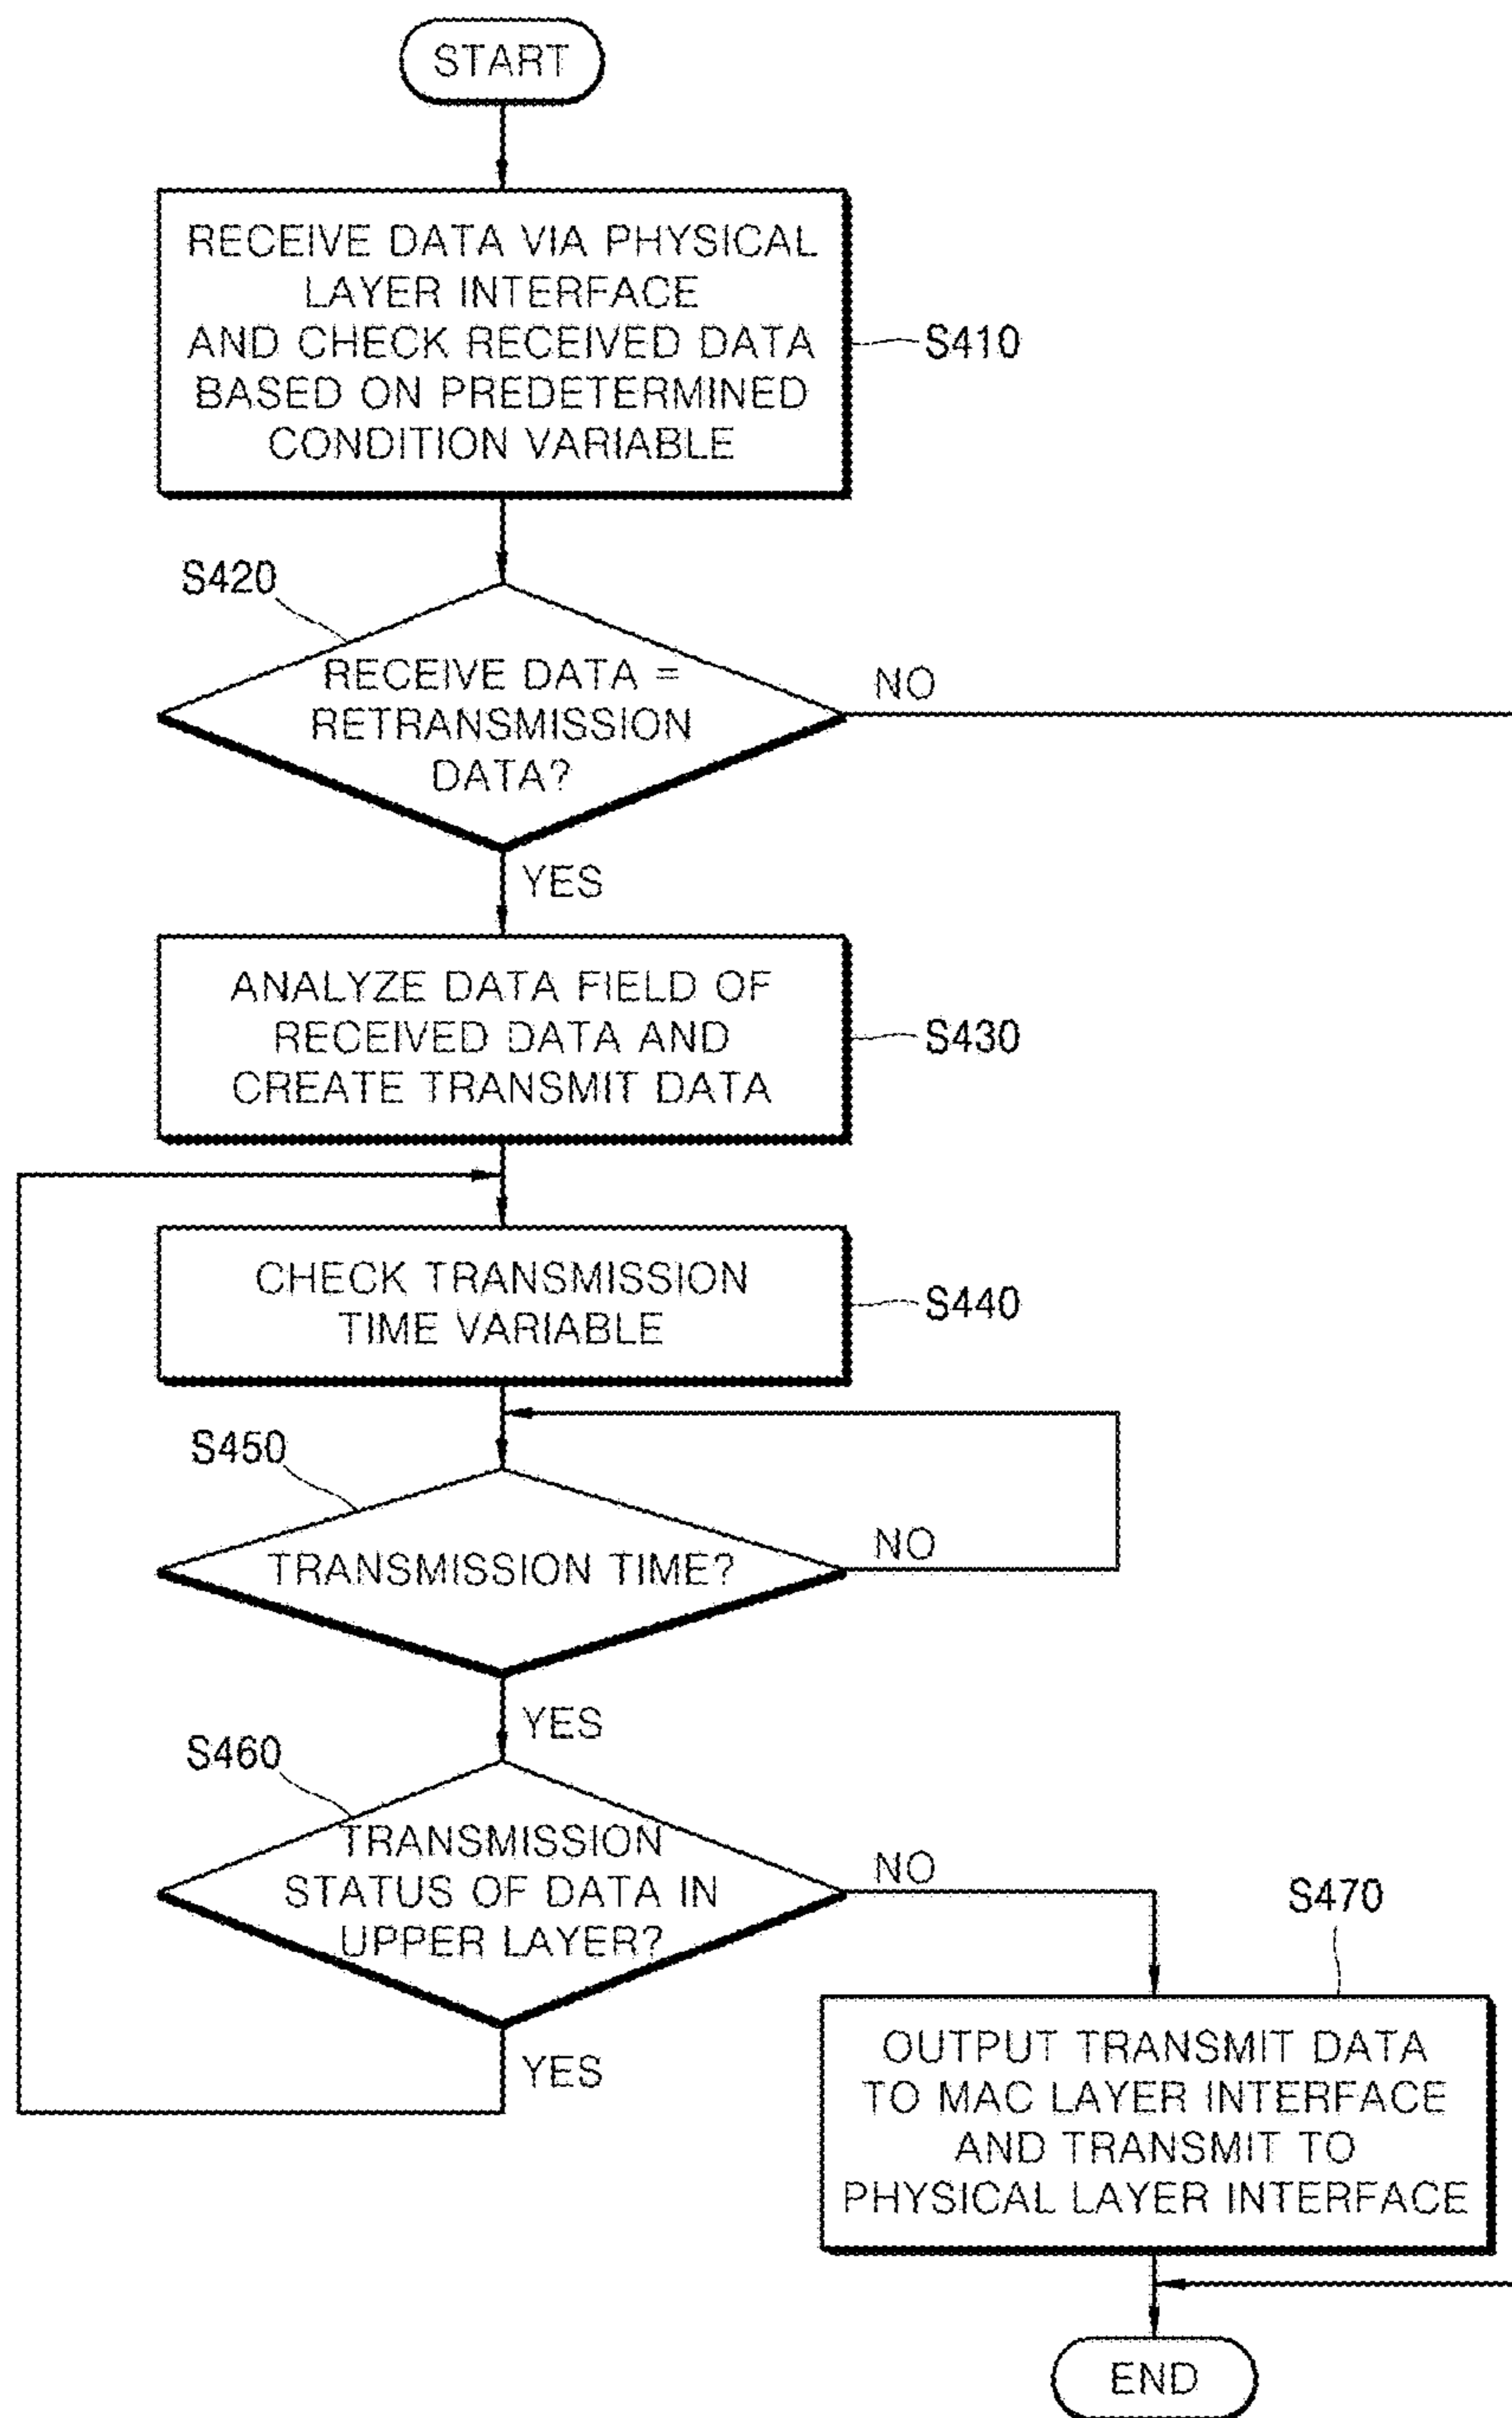 START
RECEIVE DATA VIA PHYSICAL
LAYER INTERFACE
AND CHECK RECEIVED DATA
BASED ON PREDETERMINED
CONDITION VARIABLE
S410
S420
RECEIVE DATA =
RETRANSMISSION
DATA?
NO
YES
ANALYZE DATA FIELD OF
RECEIVED DATA AND
CREATE TRANSMIT DATA
S430
CHECK TRANSMISSION
TIME VARIABLE
S440
S450
TRANSMISSION TIME?
NO
YES
S460
TRANSMISSION
STATUS OF DATA IN
UPPER LAYER?
NO
YES
S470
OUTPUT TRANSMIT DATA
TO MAC LAYER INTERFACE
AND TRANSMIT TO
PHYSICAL LAYER INTERFACE
END